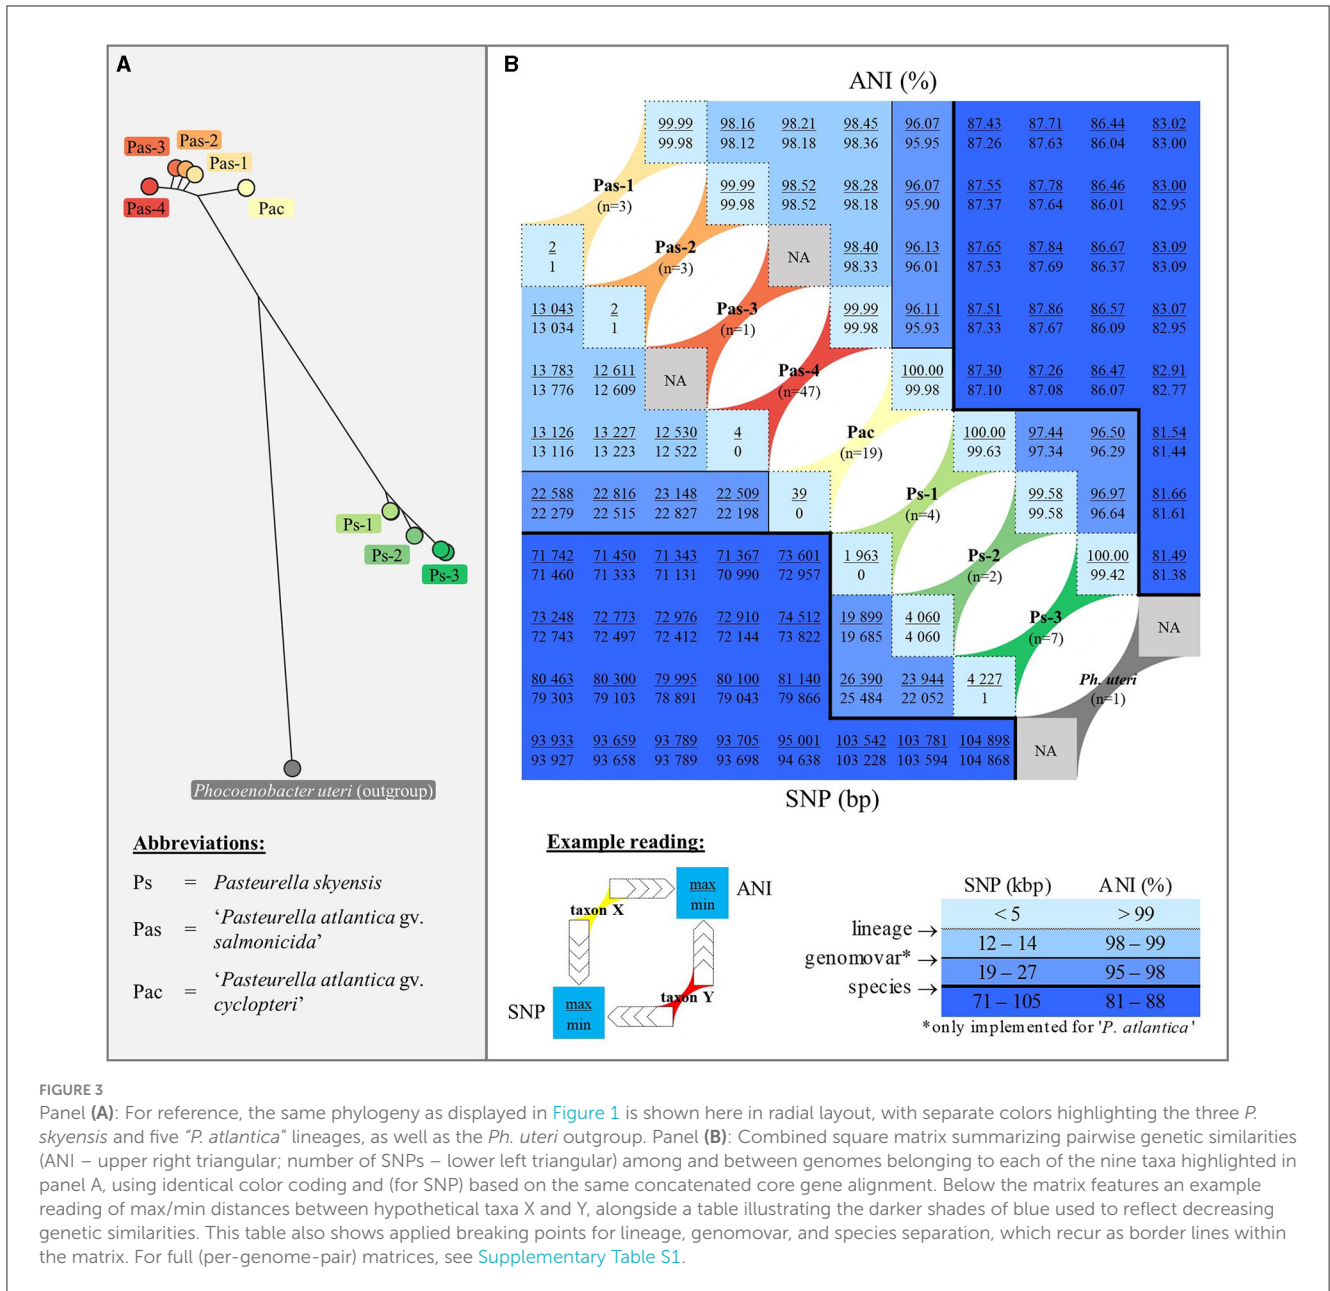 A
Pas-3
Pas-2
Pas-1
Pas-4
Pac
Ps-1
Ps-2
Ps-3
Phocoenobacter uteri (outgroup)
Abbreviations:
Ps = Pasteurella skyensis
Pas = ‘Pasteurella atlantica gv. salmonicida’
Pac = ‘Pasteurella atlantica gv. cyclopteri’
B
ANI (%)
99.99 98.16 98.21 98.45 96.07 87.43 87.71 86.44 83.02
99.98 98.12 98.18 98.36 95.95 87.26 87.63 86.04 83.00
Pas-1 99.99 98.52 98.28 96.07 87.55 87.78 86.46 83.00
(n=3) 99.98 98.52 98.18 95.90 87.37 87.64 86.01 82.95
2 Pas-2 NA 98.40 96.13 87.65 87.84 86.67 83.09
1 (n=3) 98.33 96.01 87.53 87.69 86.37 83.09
13 043 2 Pas-3 99.99 96.11 87.51 87.86 86.57 83.07
13 034 1 (n=1) 99.98 95.93 87.33 87.67 86.09 82.95
13 783 12 611 NA Pas-4 100.00 87.30 87.26 86.47 82.91
13 776 12 609 (n=47) 99.98 87.10 87.08 86.07 82.77
13 126 13 227 12 530 4 Pac 100.00 97.44 96.50 81.54
13 116 13 223 12 522 0 (n=19) 99.63 97.34 96.29 81.44
22 588 22 816 23 148 22 509 39 Ps-1 99.58 96.97 81.66
22 279 22 515 22 827 22 198 0 (n=4) 99.58 96.64 81.61
71 742 71 450 71 343 71 367 73 601 1 963 Ps-2 100.00 81.49
71 460 71 333 71 131 70 990 72 957 0 (n=2) 99.42 81.38
73 248 72 773 72 976 72 910 74 512 19 899 4 060 Ps-3 NA
72 743 72 497 72 412 72 144 73 822 19 685 4 060 (n=7)
80 463 80 300 79 995 80 100 81 140 26 390 23 944 4 227 Ph. uteri
79 303 79 103 78 891 79 043 79 866 25 484 22 052 1 (n=1)
93 933 93 659 93 789 93 705 95 001 103 542 103 781 104 898 NA
93 927 93 658 93 789 93 698 94 638 103 228 103 594 104 868
SNP (bp)
Example reading:
max
min
ANI
taxon X
taxon Y
SNP
max
min
SNP (kbp) ANI (%)
< 5 > 99
lineage →
12 – 14 98 – 99
genomovar* →
19 – 27 95 – 98
species →
71 – 105 81 – 88
*only implemented for 'P. atlantica'
FIGURE 3
Panel (A): For reference, the same phylogeny as displayed in Figure 1 is shown here in radial layout, with separate colors highlighting the three P.
skyensis and five “P. atlantica” lineages, as well as the Ph. uteri outgroup. Panel (B): Combined square matrix summarizing pairwise genetic similarities
(ANI – upper right triangular; number of SNPs – lower left triangular) among and between genomes belonging to each of the nine taxa highlighted in
panel A, using identical color coding and (for SNP) based on the same concatenated core gene alignment. Below the matrix features an example
reading of max/min distances between hypothetical taxa X and Y, alongside a table illustrating the darker shades of blue used to reflect decreasing
genetic similarities. This table also shows applied breaking points for lineage, genomovar, and species separation, which recur as border lines within
the matrix. For full (per-genome-pair) matrices, see Supplementary Table S1.